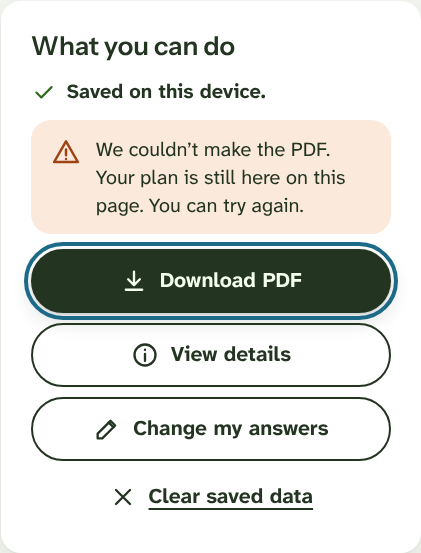 What you can do
Saved on this device.
We couldn’t make the PDF.
Your plan is still here on this
page. You can try again.
Download PDF
View details
Change my answers
Clear saved data